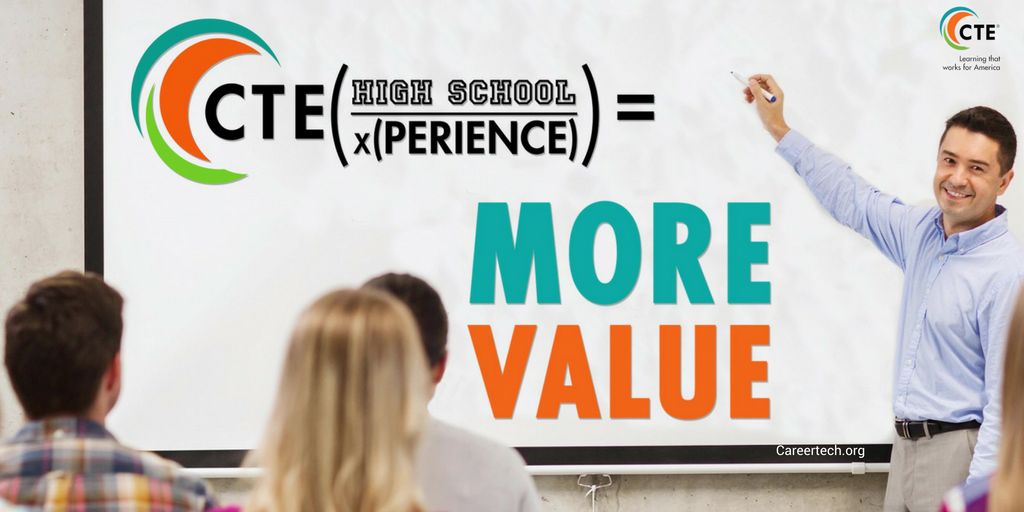 CTE(HIGH SCHOOL
x(PERIENCE)) =
MORE
VALUE
CTE®
Learning that
works for America
Careertech.org